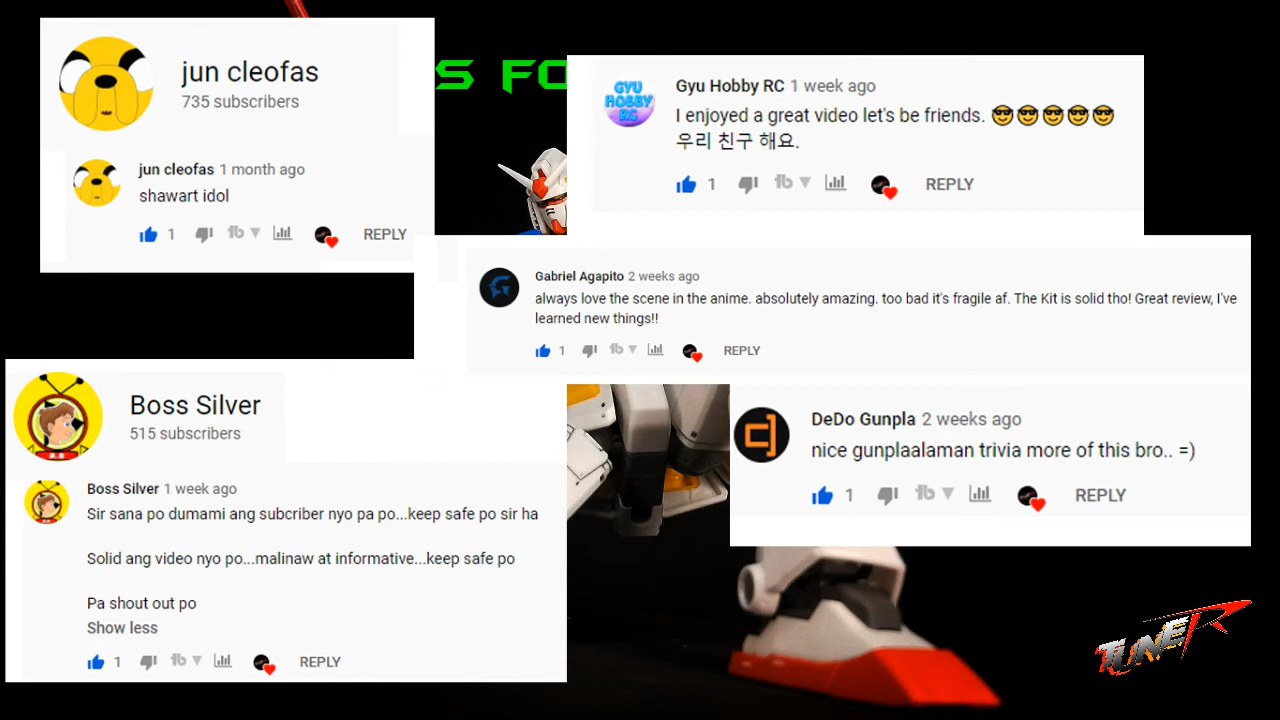 jun cleofas
735 subscribers
jun cleofas 1 month ago
shawart idol
1
REPLY
S FO
GYU
HOBBY
RC
Gyu Hobby RC 1 week ago
I enjoyed a great video let's be friends. 😎😎😎😎😎
우리 친구 해요.
1
REPLY
Gabriel Agapito 2 weeks ago
always love the scene in the anime. absolutely amazing. too bad it's fragile af. The Kit is solid tho! Great review, I've
learned new things!!
1
REPLY
Boss Silver
515 subscribers
Boss Silver 1 week ago
Sir sana po dumami ang subcriber nyo pa po...keep safe po sir ha
Solid ang video nyo po...malinaw at informative...keep safe po
Pa shout out po
Show less
1
REPLY
DeDo Gunpla 2 weeks ago
nice gunplaalaman trivia more of this bro.. =)
1
REPLY
TUNER